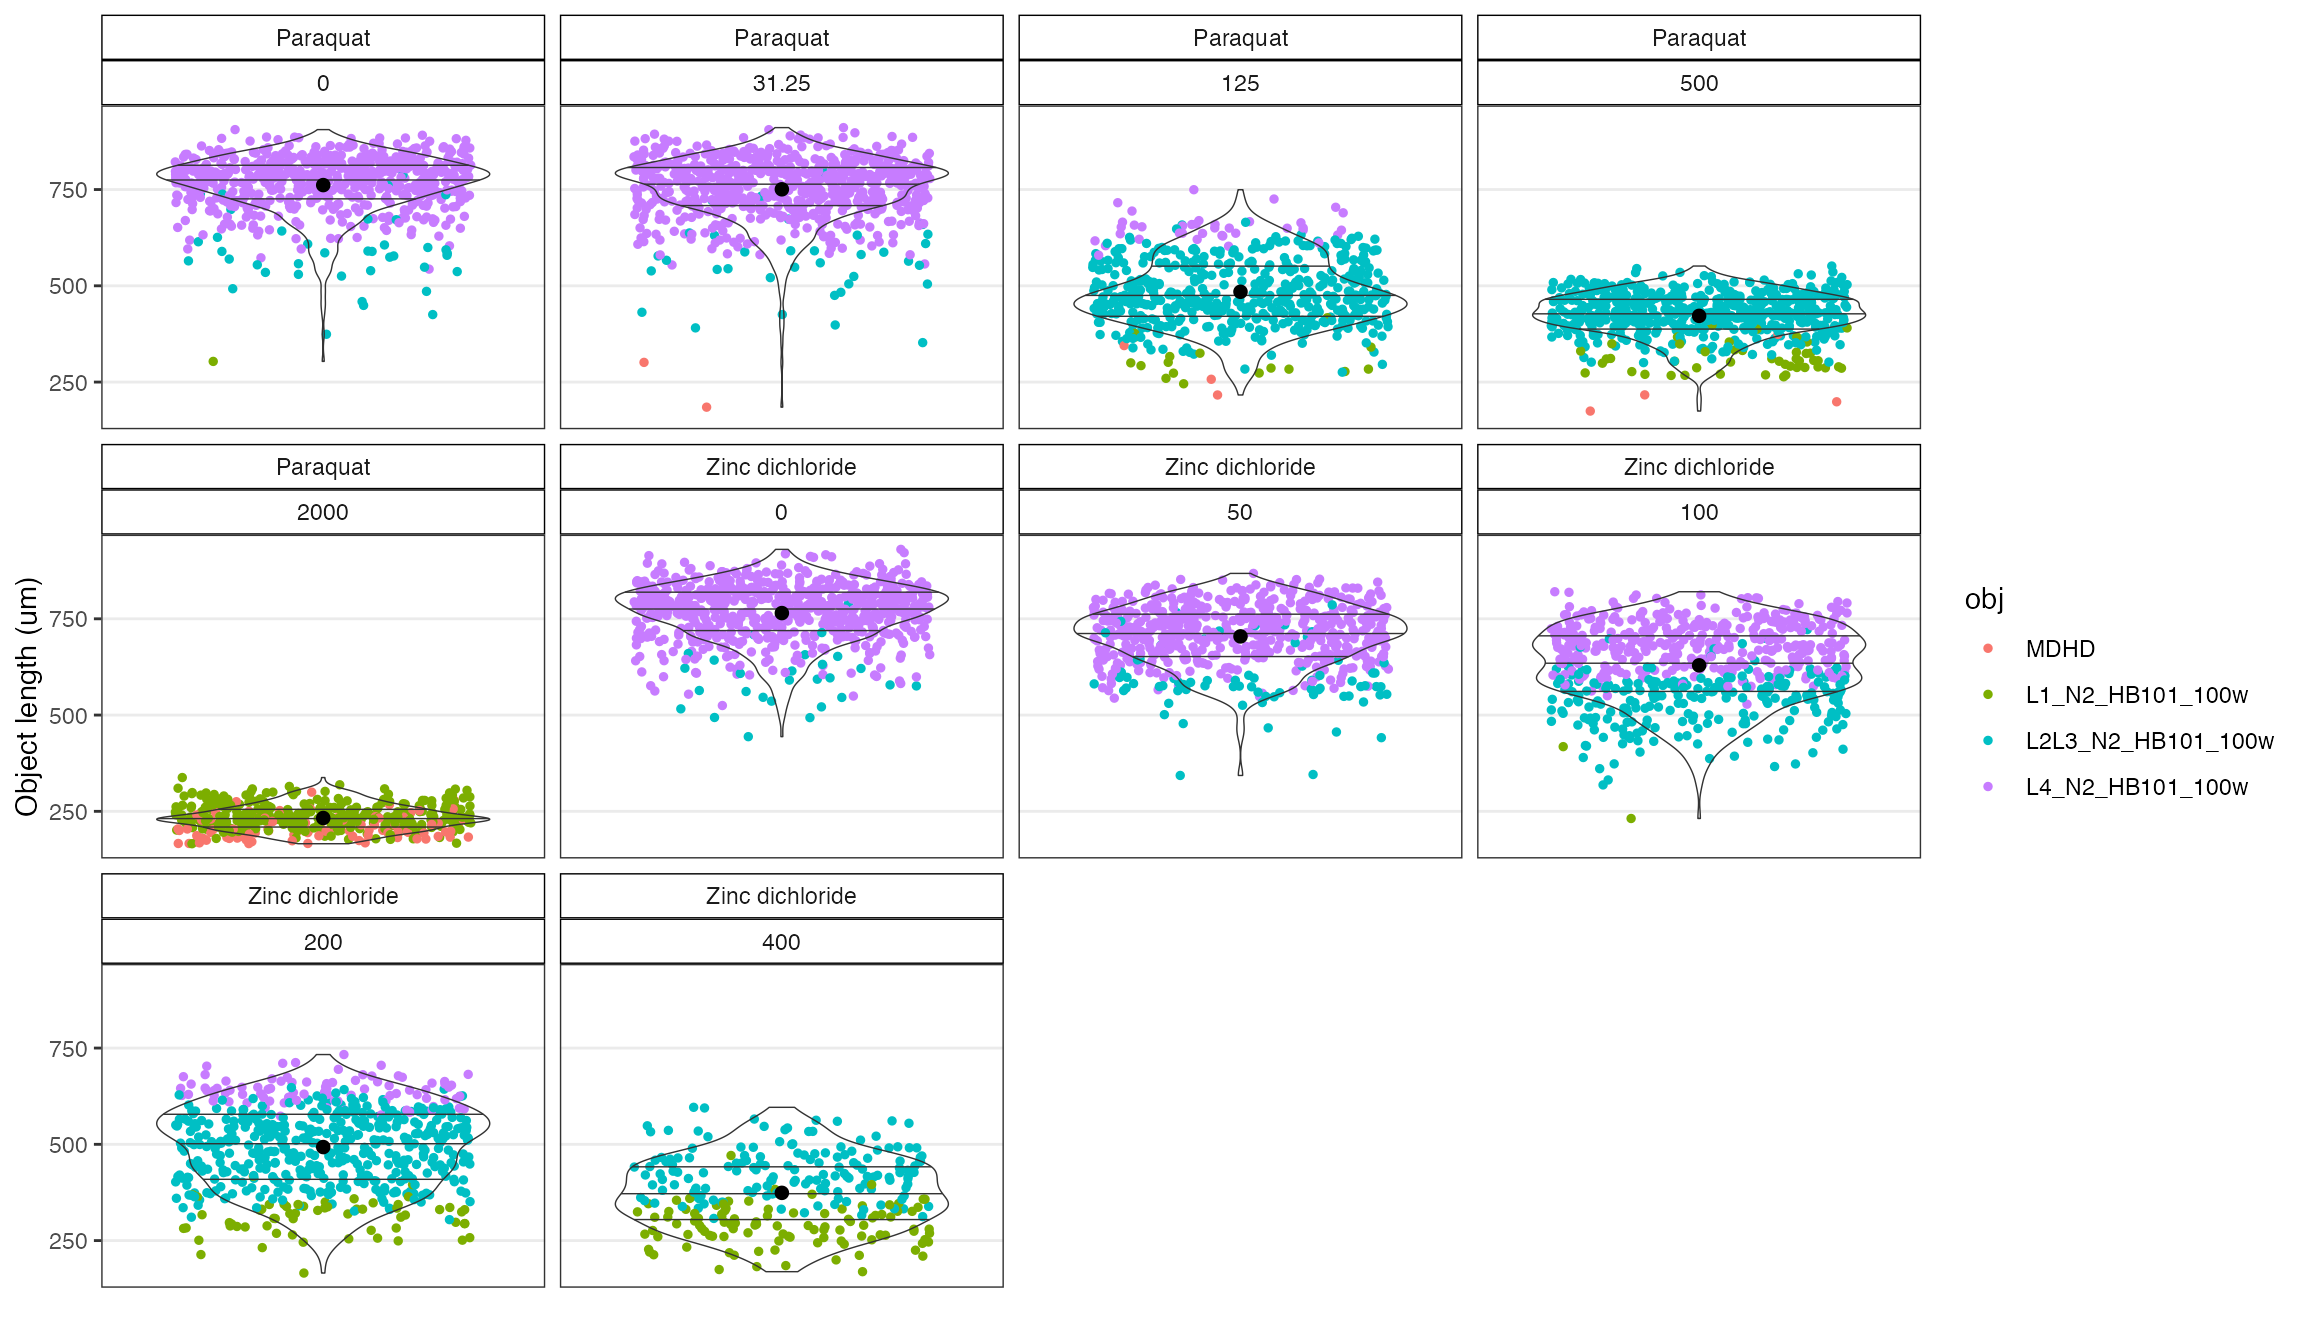 Paraquat
0
Paraquat
31.25
Paraquat
125
Paraquat
500
750
500
250
Paraquat
2000
Zinc dichloride
0
Zinc dichloride
50
Zinc dichloride
100
750
500
250
Object length (um)
Zinc dichloride
200
Zinc dichloride
400
750
500
250
obj
MDHD
L1_N2_HB101_100w
L2L3_N2_HB101_100w
L4_N2_HB101_100w